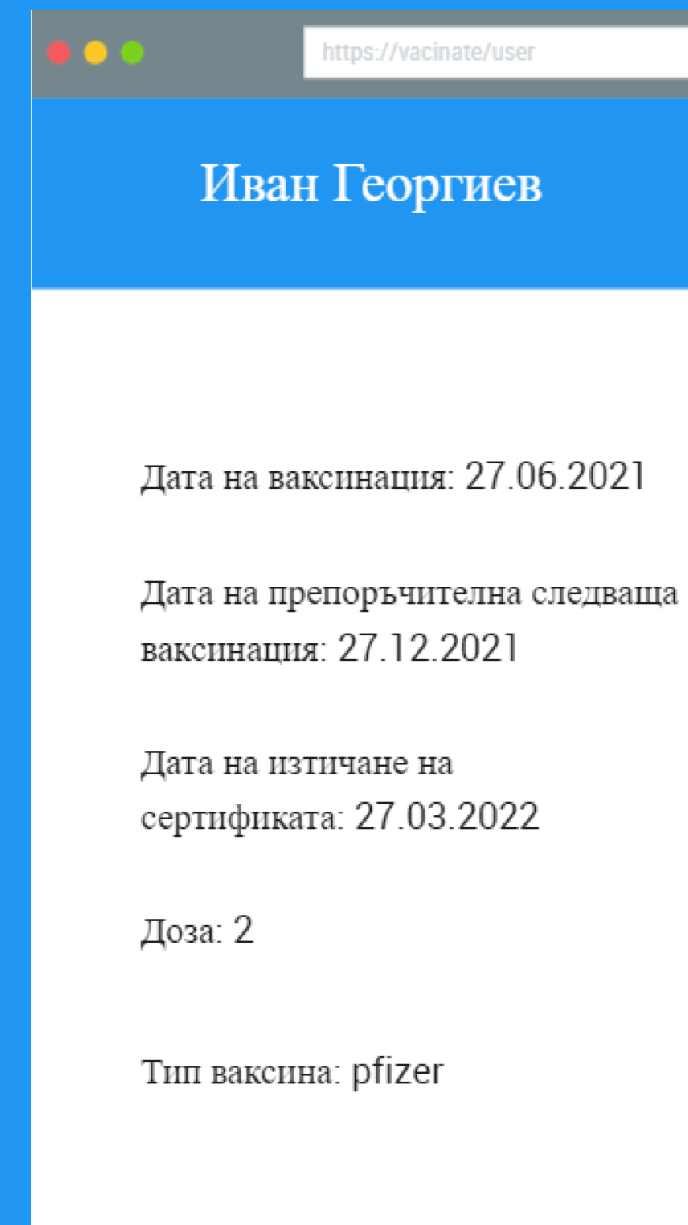 https://vacinate/user
Иван Георгиев
Дата на ваксинация: 27.06.2021
Дата на препоръчителна следваща
ваксинация: 27.12.2021
Дата на изтичане на
сертификата: 27.03.2022
Доза: 2
Тип ваксина: pfizer